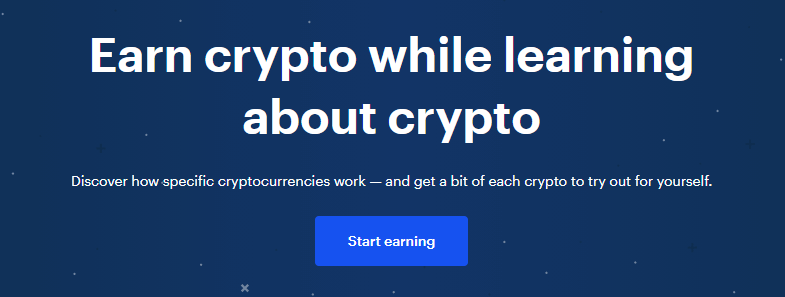 Earn crypto while learning
about crypto
Discover how specific cryptocurrencies work — and get a bit of each crypto to try out for yourself.
Start earning